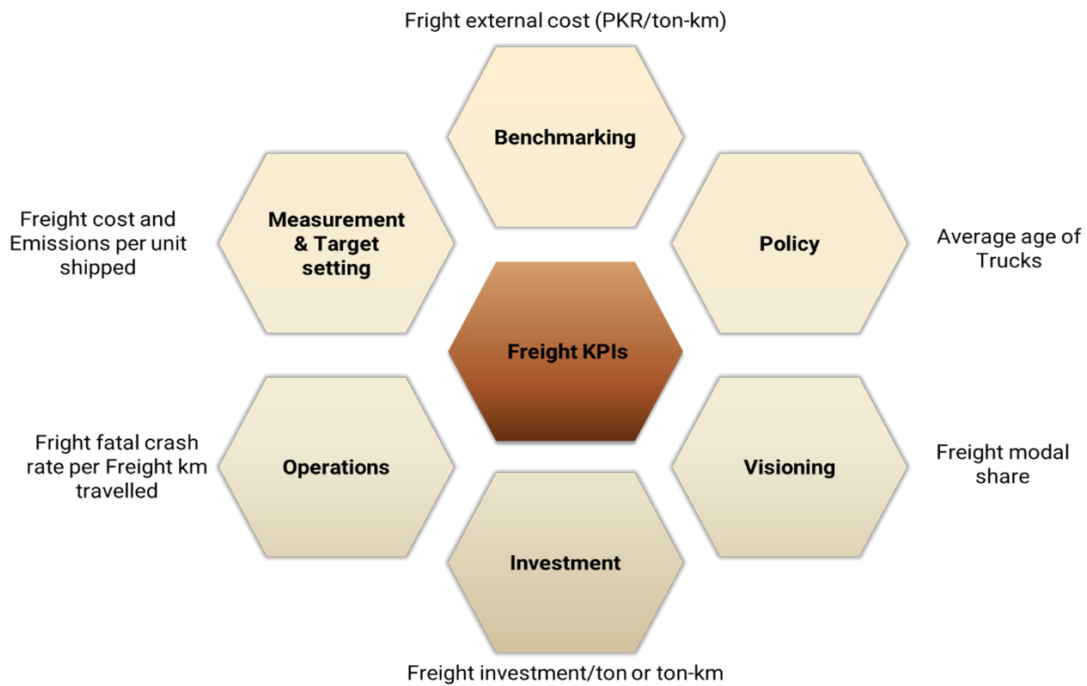 Fright external cost (PKR/ton-km)
Benchmarking
Freight cost and
Emissions per unit
shipped
Measurement
& Target
setting
Policy
Average age of
Trucks
Freight KPIs
Fright fatal crash
rate per Freight km
travelled
Operations
Visioning
Freight modal
share
Investment
Freight investment/ton or ton-km